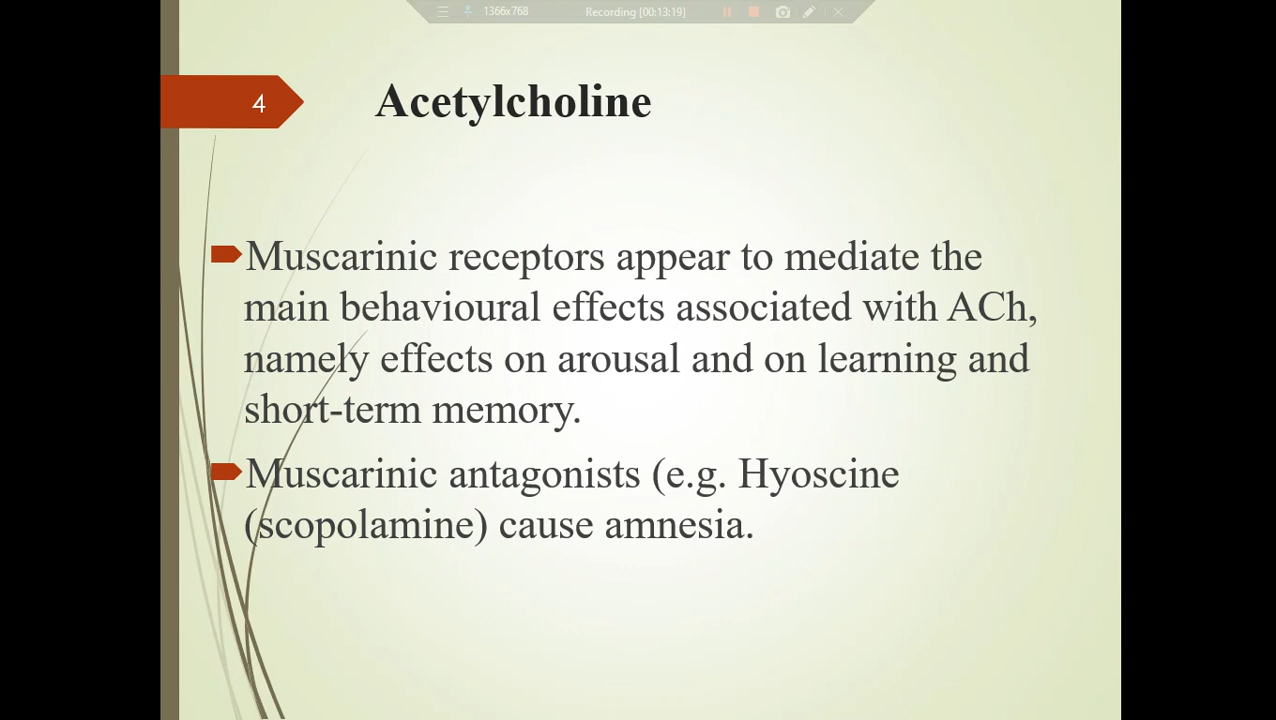 1366x768
Recording [00:13:19]
4
Acetylcholine
Muscarinic receptors appear to mediate the
main behavioural effects associated with ACh,
namely effects on arousal and on learning and
short-term memory.
Muscarinic antagonists (e.g. Hyoscine
(scopolamine) cause amnesia.